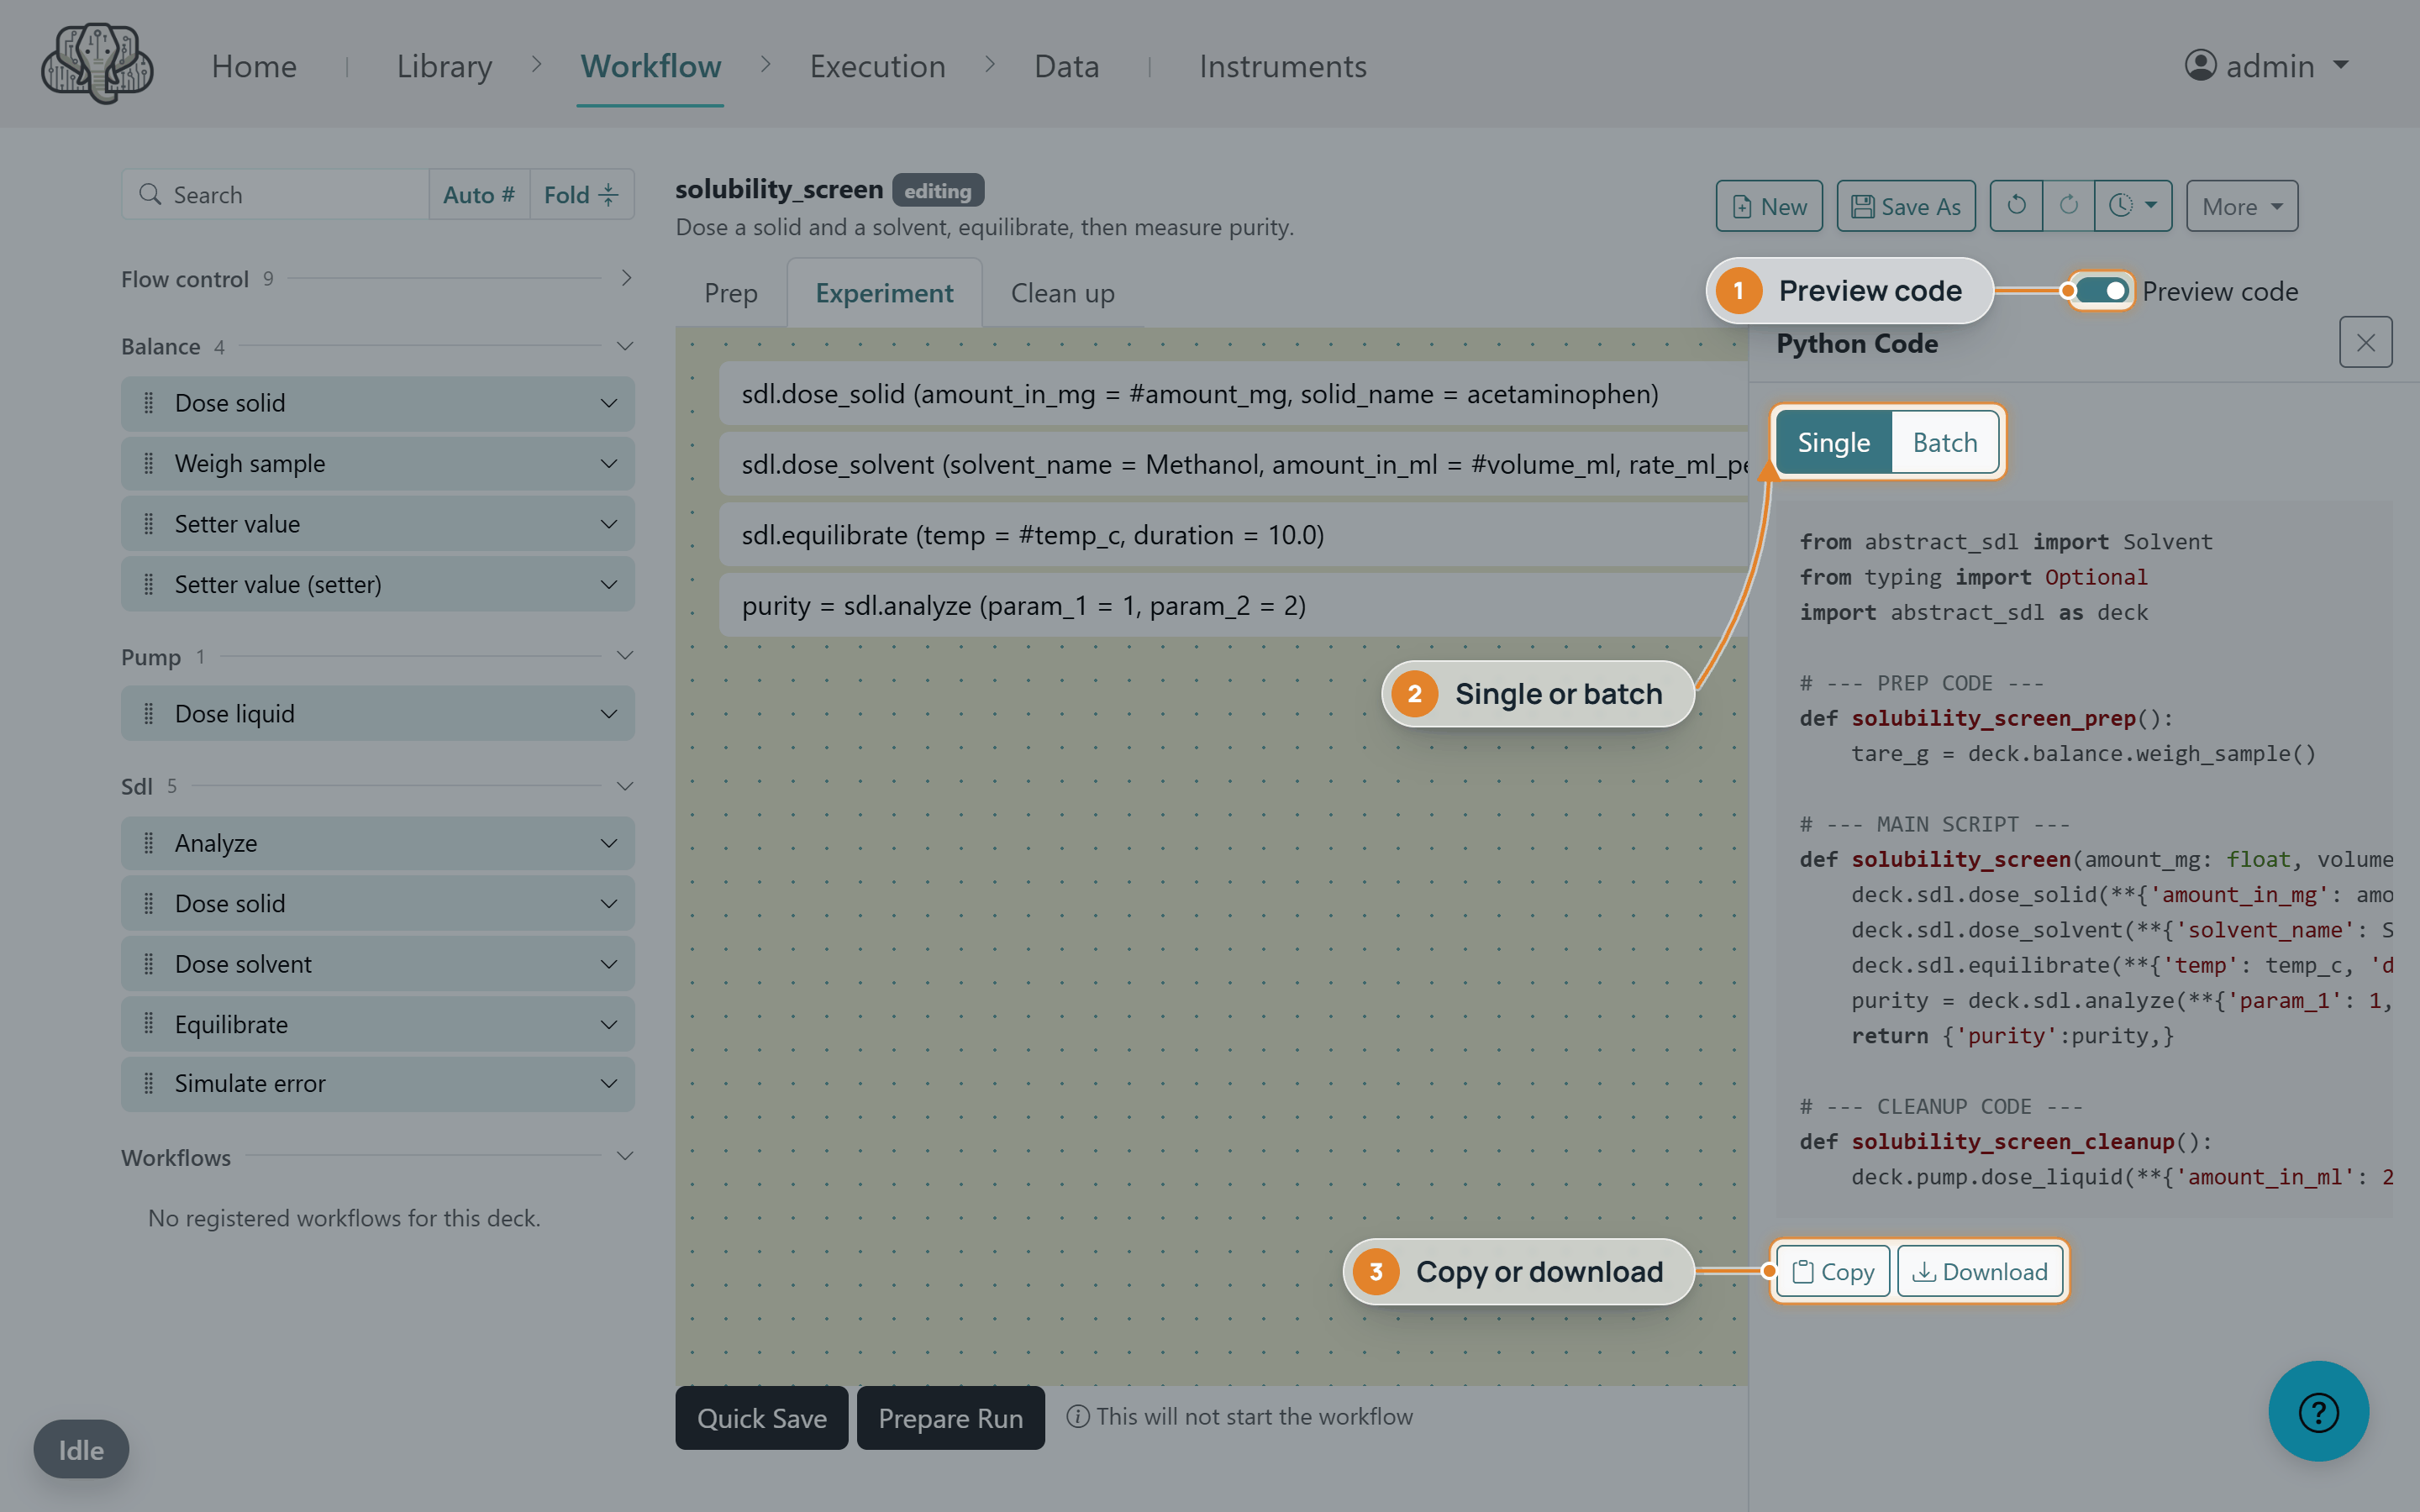 Home | Library > Workflow > Execution > Data | Instruments
admin
Search
Auto #
Fold
solubility_screen editing
Dose a solid and a solvent, equilibrate, then measure purity.
New
Save As
More
Flow control 9
Balance 4
Dose solid
Weigh sample
Setter value
Setter value (setter)
Pump 1
Dose liquid
Sdl 5
Analyze
Dose solid
Dose solvent
Equilibrate
Simulate error
Workflows
No registered workflows for this deck.
Prep
Experiment
Clean up
1 Preview code
Preview code
sdl.dose_solid (amount_in_mg = #amount_mg, solid_name = acetaminophen)
sdl.dose_solvent (solvent_name = Methanol, amount_in_ml = #volume_ml, rate_ml_pe
sdl.equilibrate (temp = #temp_c, duration = 10.0)
purity = sdl.analyze (param_1 = 1, param_2 = 2)
2 Single or batch
3 Copy or download
Python Code
Single
Batch
from abstract_sdl import Solvent
from typing import Optional
import abstract_sdl as deck
# --- PREP CODE ---
def solubility_screen_prep():
tare_g = deck.balance.weigh_sample()
# --- MAIN SCRIPT ---
def solubility_screen(amount_mg: float, volume
deck.sdl.dose_solid(**{'amount_in_mg': amo
deck.sdl.dose_solvent(**{'solvent_name': S
deck.sdl.equilibrate(**{'temp': temp_c, 'd
purity = deck.sdl.analyze(**{'param_1': 1,
return {'purity':purity,}
# --- CLEANUP CODE ---
def solubility_screen_cleanup():
deck.pump.dose_liquid(**{'amount_in_ml': 2
Copy
Download
Quick Save
Prepare Run
This will not start the workflow
Idle
?